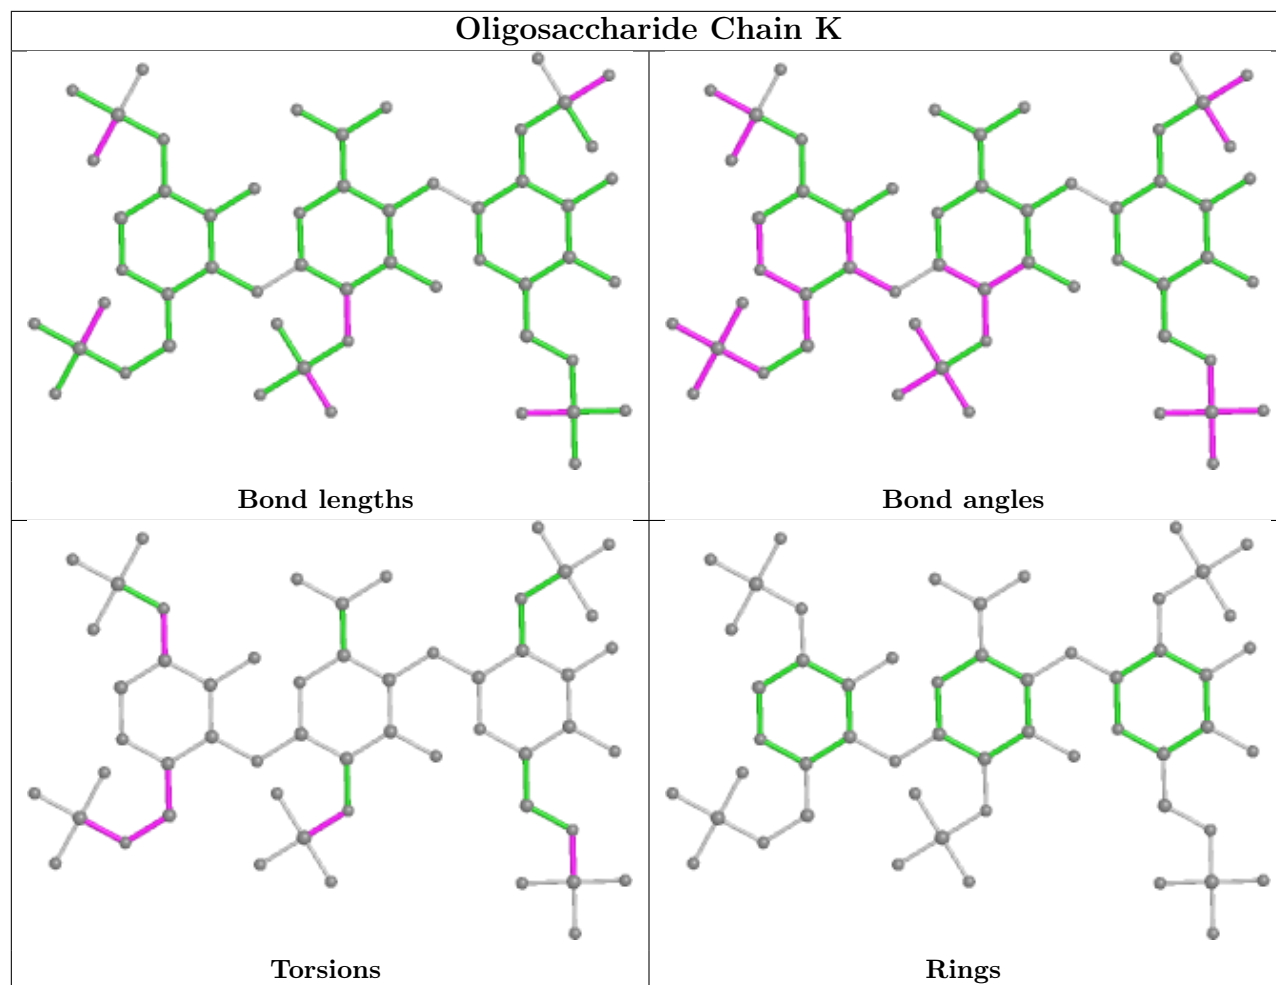 Oligosaccharide Chain K
Bond lengths
Bond angles
Torsions
Rings